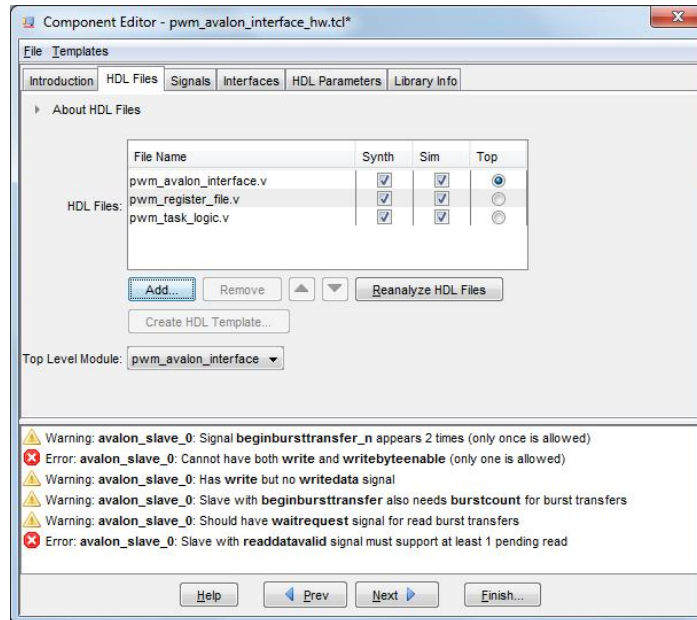 Component Editor - pwm_avalon_interface_hw.tcl*
File Templates
Introduction HDL Files Signals Interfaces HDL Parameters Library Info
About HDL Files
File Name Synth Sim Top
pwm_avalon_interface.v
HDL Files: pwm_register_file.v
pwm_task_logic.v
Add... Remove Reanalyze HDL Files
Create HDL Template...
Top Level Module: pwm_avalon_interface
Warning: avalon_slave_0: Signal beginbursttransfer_n appears 2 times (only once is allowed)
Error: avalon_slave_0: Cannot have both write and writebyteenable (only one is allowed)
Warning: avalon_slave_0: Has write but no writedata signal
Warning: avalon_slave_0: Slave with beginbursttransfer also needs burstcount for burst transfers
Warning: avalon_slave_0: Should have waitrequest signal for read burst transfers
Error: avalon_slave_0: Slave with readdatavalid signal must support at least 1 pending read
Help Prev Next Finish...